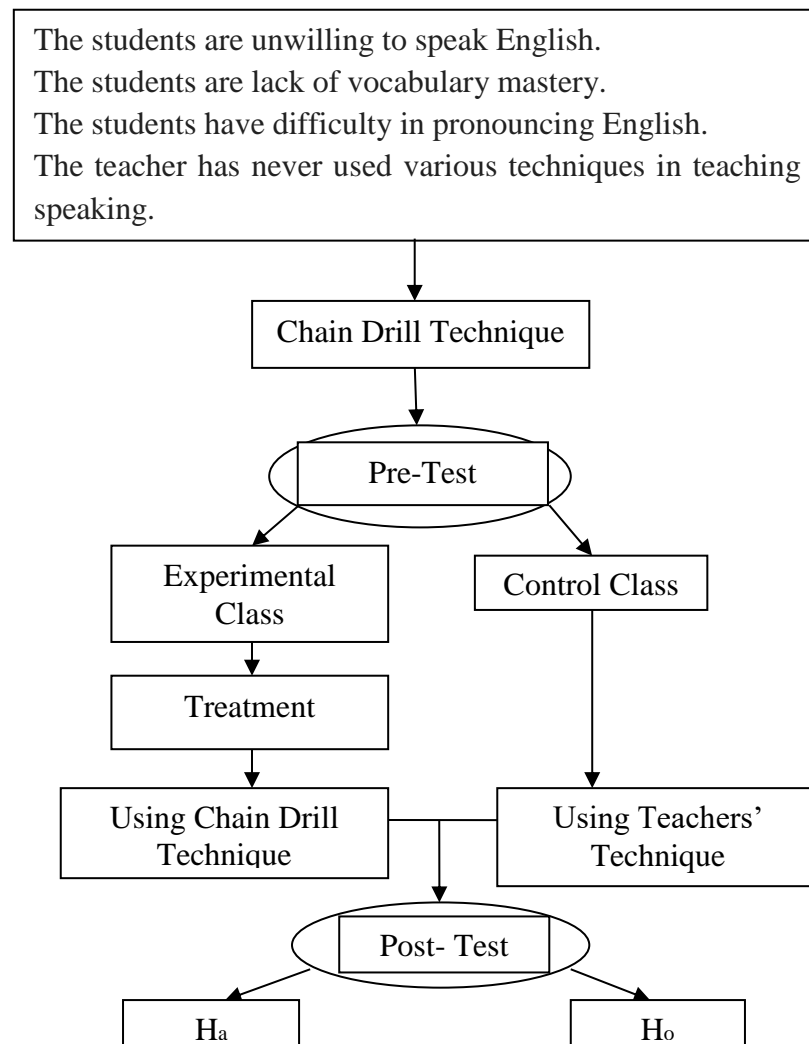 The students are unwilling to speak English.
The students are lack of vocabulary mastery.
The students have difficulty in pronouncing English.
The teacher has never used various techniques in teaching
speaking.
Chain Drill Technique
Pre-Test
Experimental
Class
Control Class
Treatment
Using Chain Drill
Technique
Using Teachers’
Technique
Post- Test
Ha
Ho